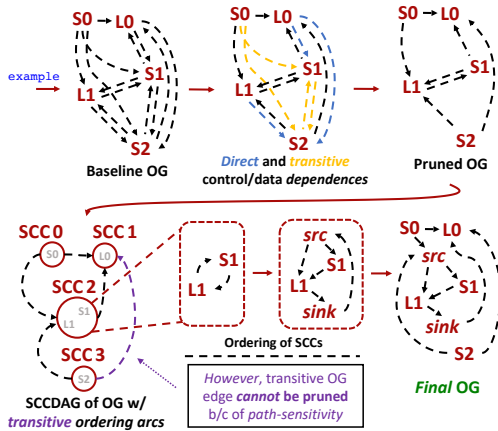 S0 L0
S1
L1
S2
Baseline OG
example
S0 L0
S1
L1
S2
Direct and transitive
control/data dependences
S0 L0
S1
L1
S2
Pruned OG
SCC 0 SCC 1
S0 L0
SCC 2
S1
L1
SCC 3
S2
SCCDAG of OG w/
transitive ordering arcs
S1
L1
src
S1
L1
sink
Ordering of SCCs
However, transitive OG
edge cannot be pruned
b/c of path-sensitivity
S0 L0
src
S1
L1
sink
S2
Final OG